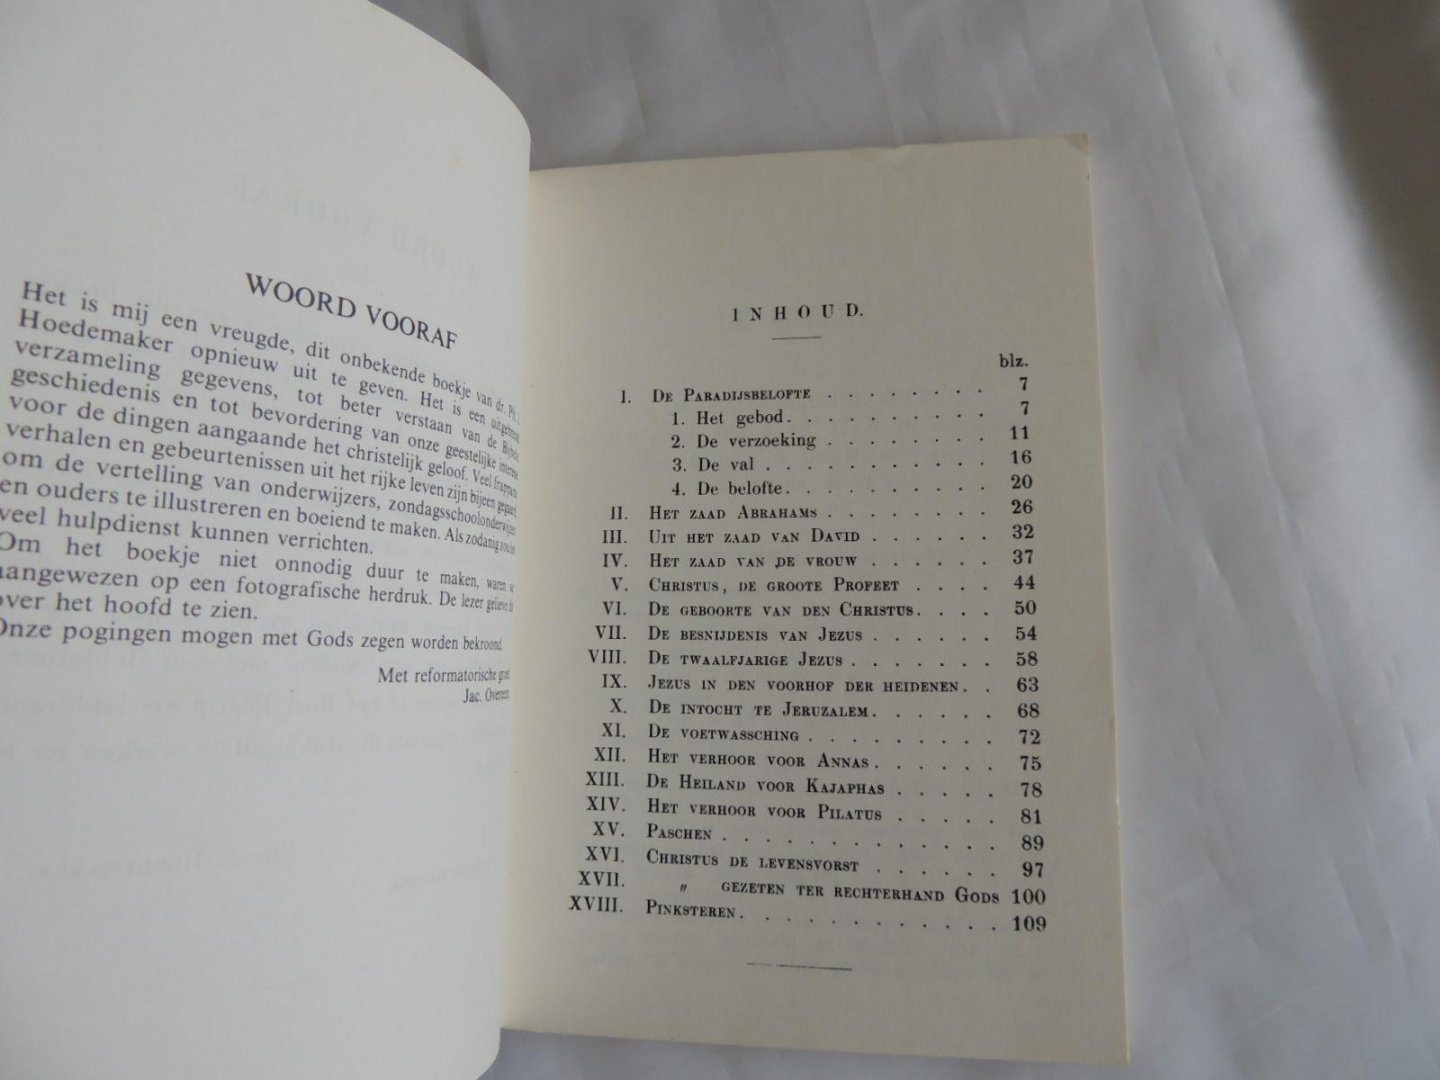 WOORD VOORAF
Het is mij een vreugde, dit onbekende boekje van dr. Ph. J.
Hoedemaker opnieuw uit te geven. Het is een uitgebreide
verzameling gegevens, tot beter verstaan van de Bijbelse
geschiedenis en tot bevordering van onze geestelijke interesse
voor de dingen aangaande het christelijk geloof. Veel frappante
verhalen en gebeurtenissen uit het rijke leven zijn bijeen
om de vertelling van onderwijzers, zondagsschoolonderwijzers
en ouders te illustreren en boeiend te maken. Als zodanig zou het
veel hulpdienst kunnen verrichten.
Om het boekje niet onnodig duur te maken, waren we
aangewezen op een fotografische herdruk. De lezer gelieve dit
over het hoofd te zien.
Onze pogingen mogen met Gods zegen worden bekroond.
Met reformatorische groet,
Jac. Overeem
INHOUD.
blz.
I. De Paradijsbelofte . . . . . . . . 7
1. Het gebod . . . . . . . . . 7
2. De verzoeking . . . . . . . 11
3. De val . . . . . . . . . . 16
4. De belofte . . . . . . . . . 20
II. Het zaad Abrahams . . . . . . . 26
III. Uit het zaad van David . . . . . . 32
IV. Het zaad van de vrouw . . . . . . 37
V. Christus, de groote Profeet . . . . 44
VI. De geboorte van den Christus . . . . 50
VII. De besnijdenis van Jezus . . . . . . 54
VIII. De twaalfjarige Jezus . . . . . . . 58
IX. Jezus in den voorhof der heidenen . . 63
X. De intocht te Jeruzalem . . . . . . 68
XI. De voetwassching . . . . . . . . 72
XII. Het verhoor voor Annas . . . . . . 75
XIII. De Heiland voor Kajaphas . . . . . 78
XIV. Het verhoor voor Pilatus . . . . . 81
XV. Paschen . . . . . . . . . . . . 89
XVI. Christus de levensvorst . . . . . . 97
XVII. „ gezeten ter rechterhand Gods 100
XVIII. Pinksteren . . . . . . . . . . . 109